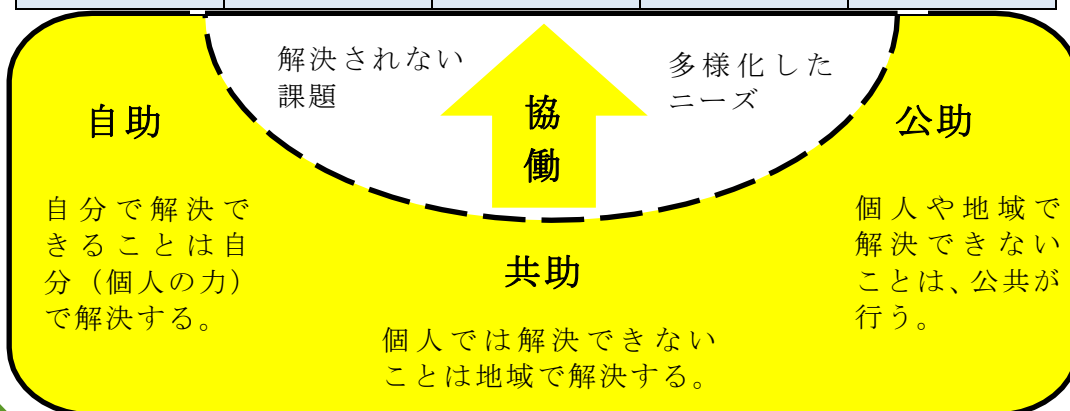 解決されない
課題
多様化した
ニーズ
協
働
自助
自分で解決で
きることは自
分（個人の力）
で解決する。
共助
個人では解決できない
ことは地域で解決する。
公助
個人や地域で
解決できない
ことは、公共が
行う。